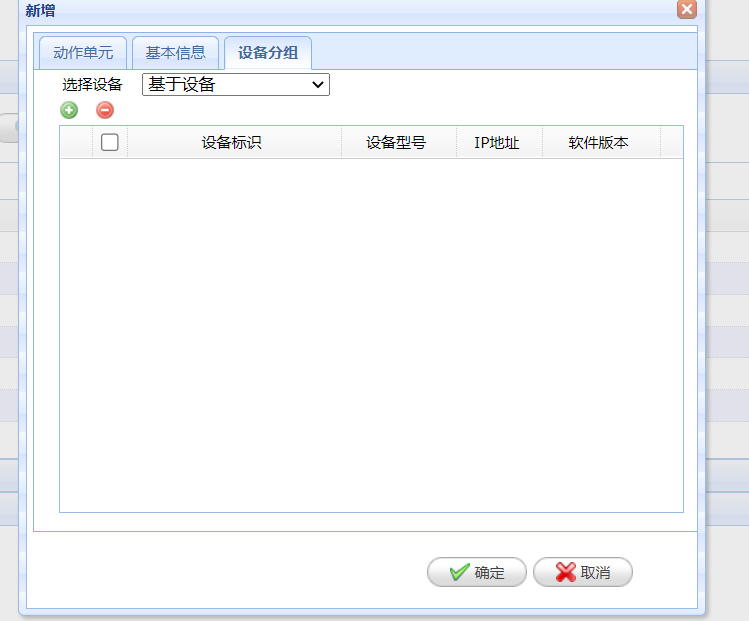 新增
动作单元 基本信息 设备分组
选择设备 基于设备
设备标识 设备型号 IP地址 软件版本
确定 取消